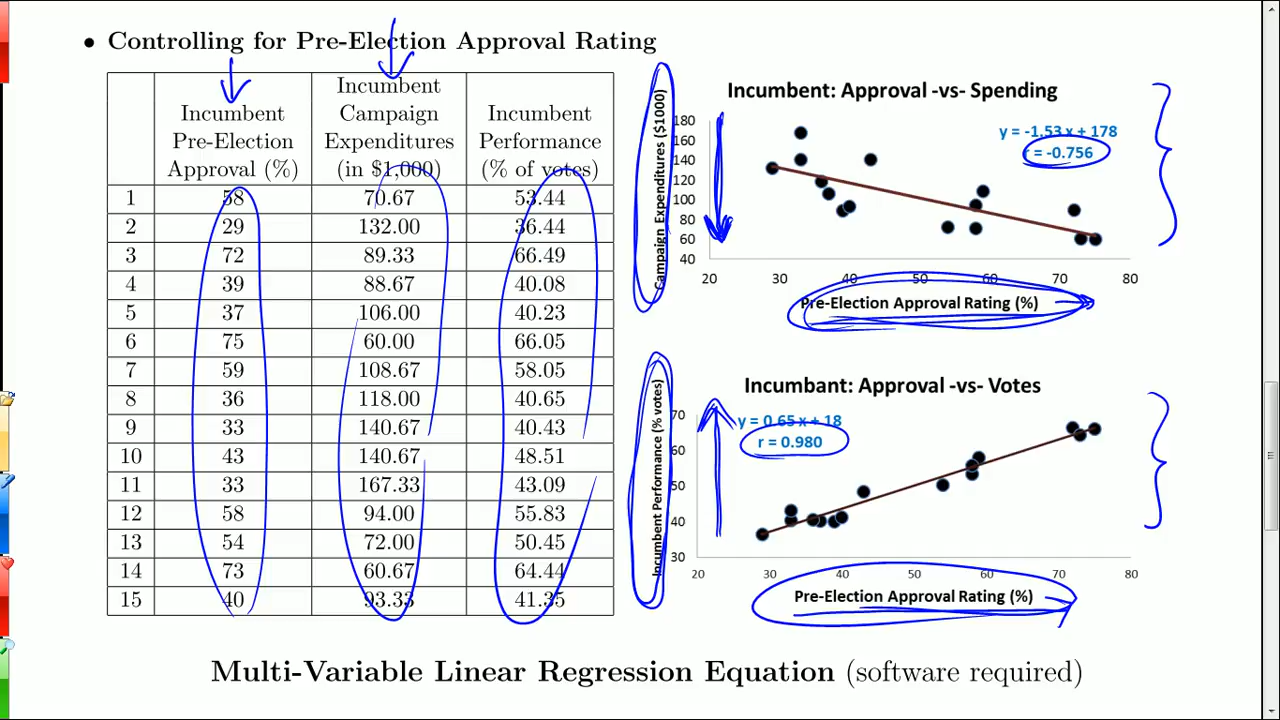 • Controlling for Pre-Election Approval Rating
Incumbent Pre-Election Approval (%)
Incumbent Campaign Expenditures (in $1,000)
Incumbent Performance (% of votes)
1 58 70.67 53.44
2 29 132.00 36.44
3 72 89.33 66.49
4 39 88.67 40.08
5 37 106.00 40.23
6 75 60.00 66.05
7 59 108.67 58.05
8 36 118.00 40.65
9 33 140.67 40.43
10 43 140.67 48.51
11 33 167.33 43.09
12 58 94.00 55.83
13 54 72.00 50.45
14 73 60.67 64.44
15 40 93.33 41.35
Incumbent: Approval -vs- Spending
Campaign Expenditures ($1000)
180
160
140
120
100
80
60
40
y = -1.53 x + 178
r = -0.756
20 30 40 50 60 70 80
Pre-Election Approval Rating (%)
Incumbant: Approval -vs- Votes
Incumbent Performance (% votes)
70
60
50
40
30
y = 0.65 x + 18
r = 0.980
20 30 40 50 60 70 80
Pre-Election Approval Rating (%)
Multi-Variable Linear Regression Equation (software required)